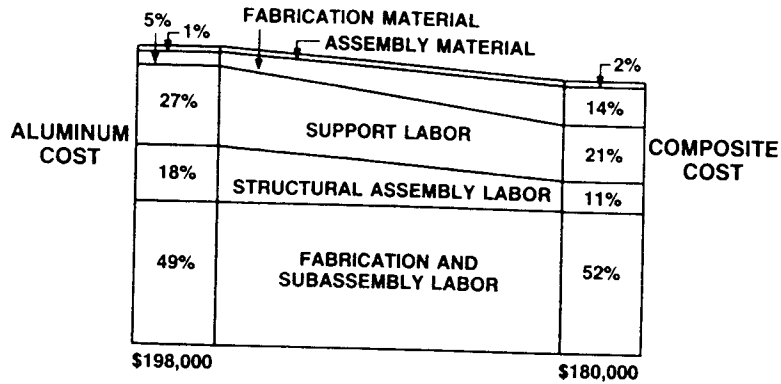 5%
1%
FABRICATION MATERIAL
ASSEMBLY MATERIAL
2%
27%
14%
ALUMINUM
COST
SUPPORT LABOR
21%
COMPOSITE
COST
18%
STRUCTURAL ASSEMBLY LABOR
11%
49%
FABRICATION AND
SUBASSEMBLY LABOR
52%
$198,000
$180,000